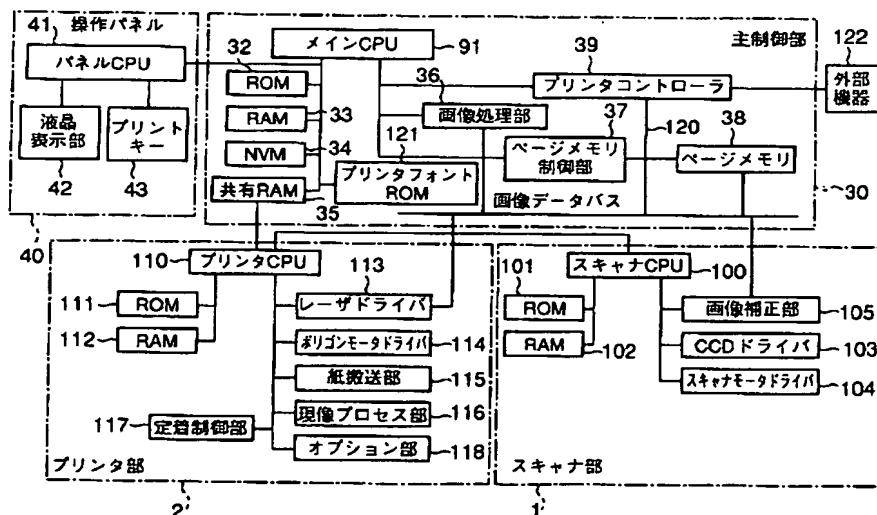 41
操作パネル
パネルCPU
液晶
表示部
プリント
キー
42
43
40
メインCPU
91
主制御部
32
ROM
RAM
33
NVM
34
共有RAM
35
36
画像処理部
121
プリンタフォント
ROM
39
プリンタコントローラ
37
ページメモリ
制御部
120
38
ページメモリ
画像データバス
30
122
外部
機器
110
プリンタCPU
111
ROM
112
RAM
113
レーザドライバ
ポリゴンモータドライバ
114
紙搬送部
115
現像プロセス部
116
117
定着制御部
オプション部
118
プリンタ部
2
スキャナCPU
100
101
ROM
RAM
102
画像補正部
105
CCDドライバ
103
スキャナモータドライバ
104
スキャナ部
1